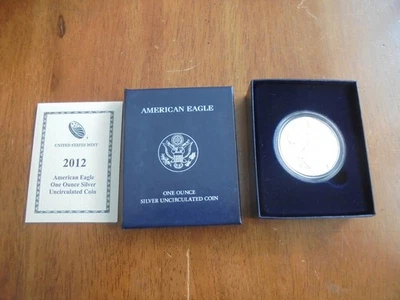 UNITED STATES MINT
2012
American Eagle
One Ounce Silver
Uncirculated Coin
AMERICAN EAGLE
ONE OUNCE
SILVER UNCIRCULATED COIN